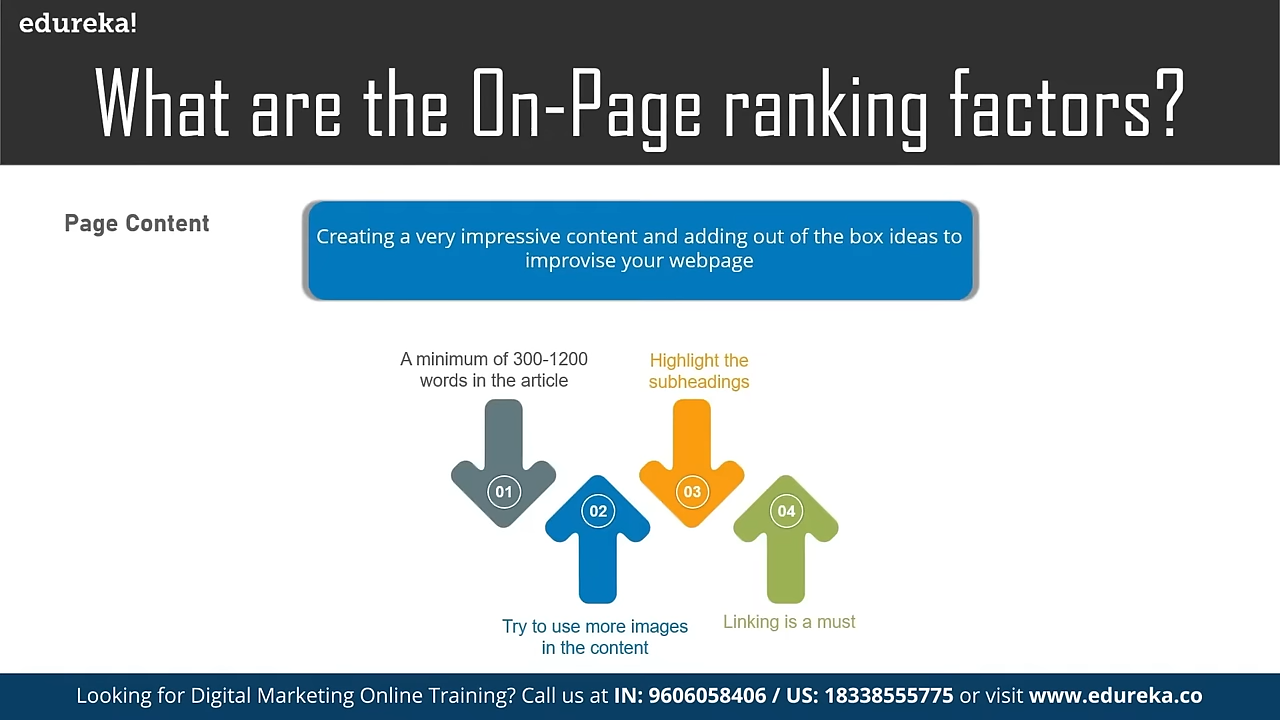 edureka!
What are the On-Page ranking factors?
Page Content
Creating a very impressive content and adding out of the box ideas to
improvise your webpage
A minimum of 300-1200
words in the article
Highlight the
subheadings
01
02
03
04
Try to use more images
in the content
Linking is a must
Looking for Digital Marketing Online Training? Call us at IN: 9606058406 / US: 18338555775 or visit www.edureka.co